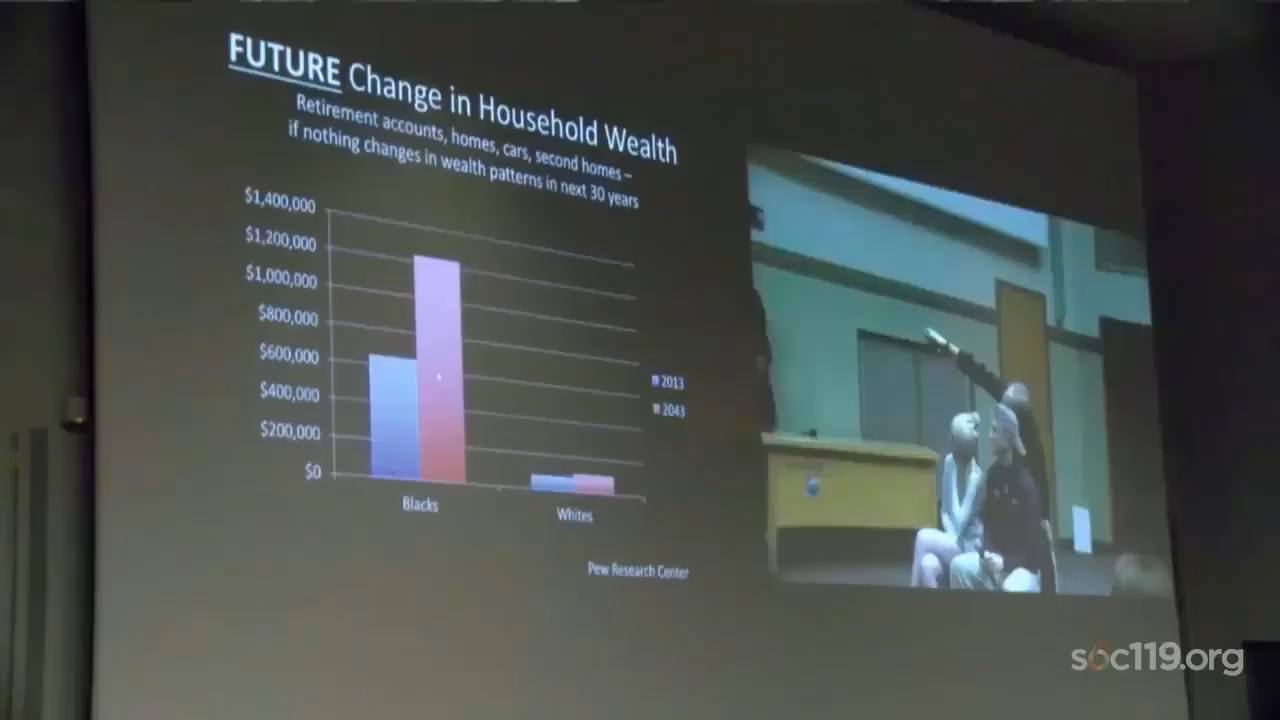 FUTURE Change in Household Wealth
Retirement accounts, homes, cars, second homes –
if nothing changes in wealth patterns in next 30 years
$1,400,000
$1,200,000
$1,000,000
$800,000
$600,000
$400,000
$200,000
$0
Blacks
Whites
2013
2043
Pew Research Center
soc119.org